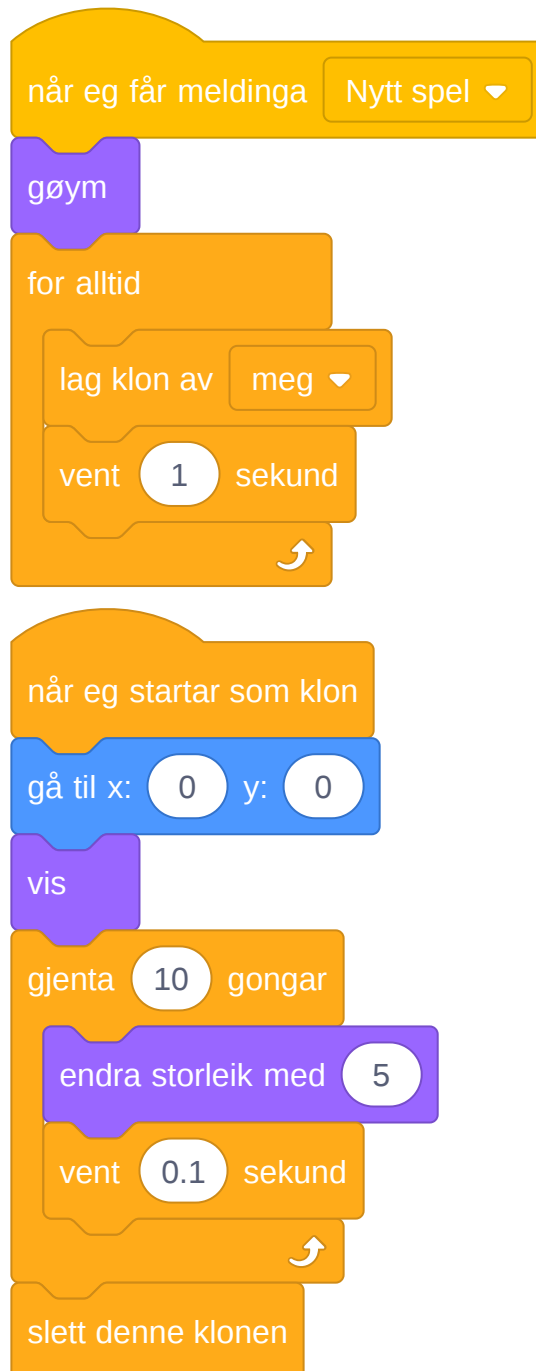 når eg får meldinga Nytt spel
gøym
for alltid
lag klon av meg
vent 1 sekund
når eg startar som klon
gå til x: 0 y: 0
vis
gjenta 10 gongar
endra storleik med 5
vent 0.1 sekund
slett denne klonen